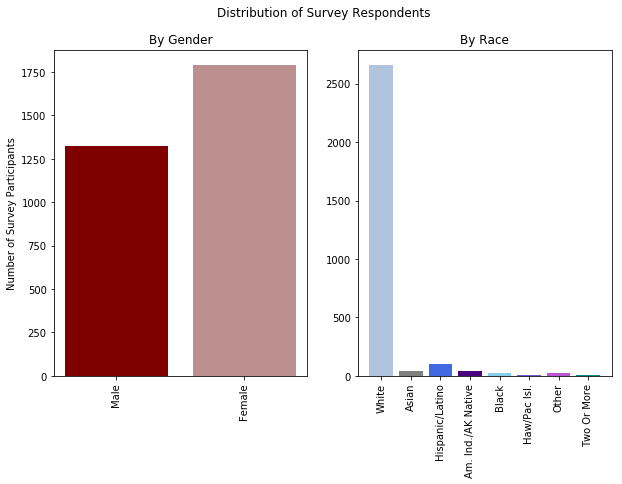 Distribution of Survey Respondents
By Gender
Number of Survey Participants
1750
1500
1250
1000
750
500
250
0
Male
Female
By Race
2500
2000
1500
1000
500
0
White
Asian
Hispanic/Latino
Am. Ind./AK Native
Black
Haw/Pac Isl.
Other
Two Or More